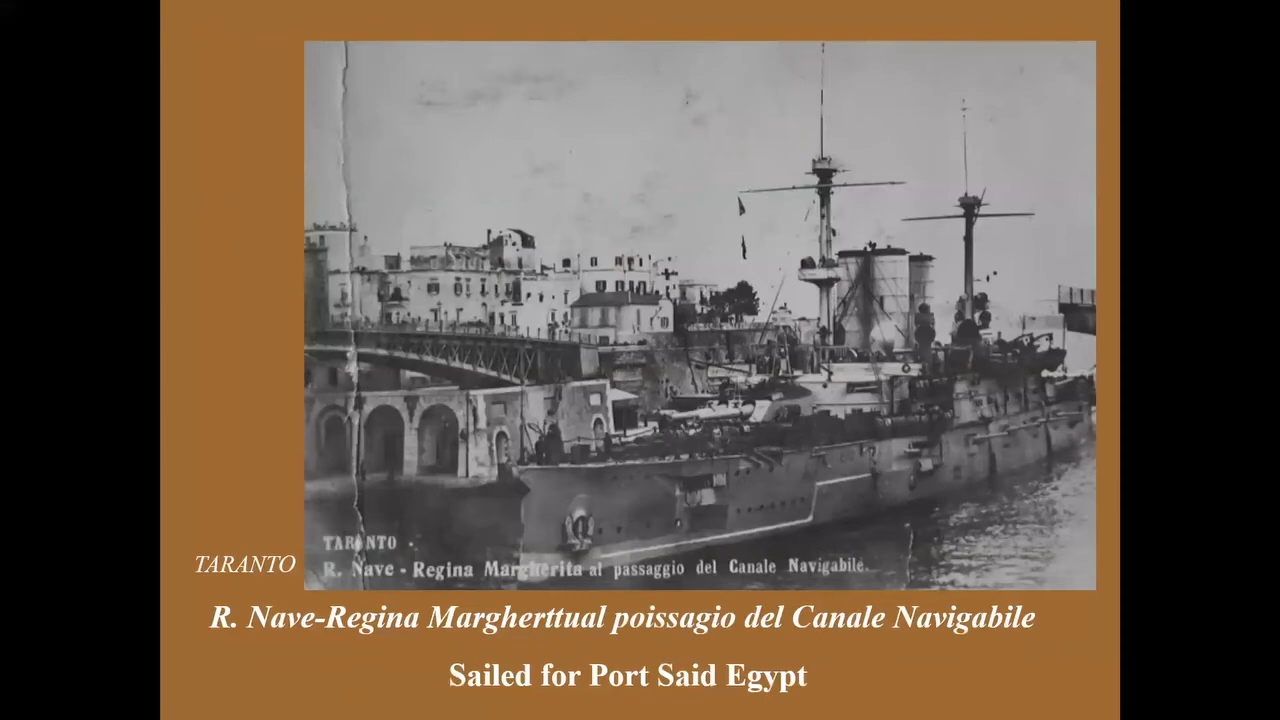 TARANTO .
R. Nave - Regina Margherita al passaggio del Canale Navigabile.
TARANTO
R. Nave-Regina Margherttual poissagio del Canale Navigabile
Sailed for Port Said Egypt